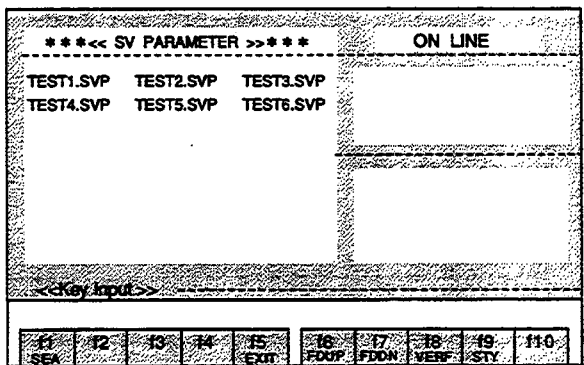 ***<< SV PARAMETER >>***
ON LINE
TEST1.SVP TEST2.SVP TEST3.SVP
TEST4.SVP TEST5.SVP TEST6.SVP
<<Key Input>>
f1 f2 f3 f4 f5 f6 f7 f8 f9 f10
SEA EXIT FDUP FDDN VERF STY